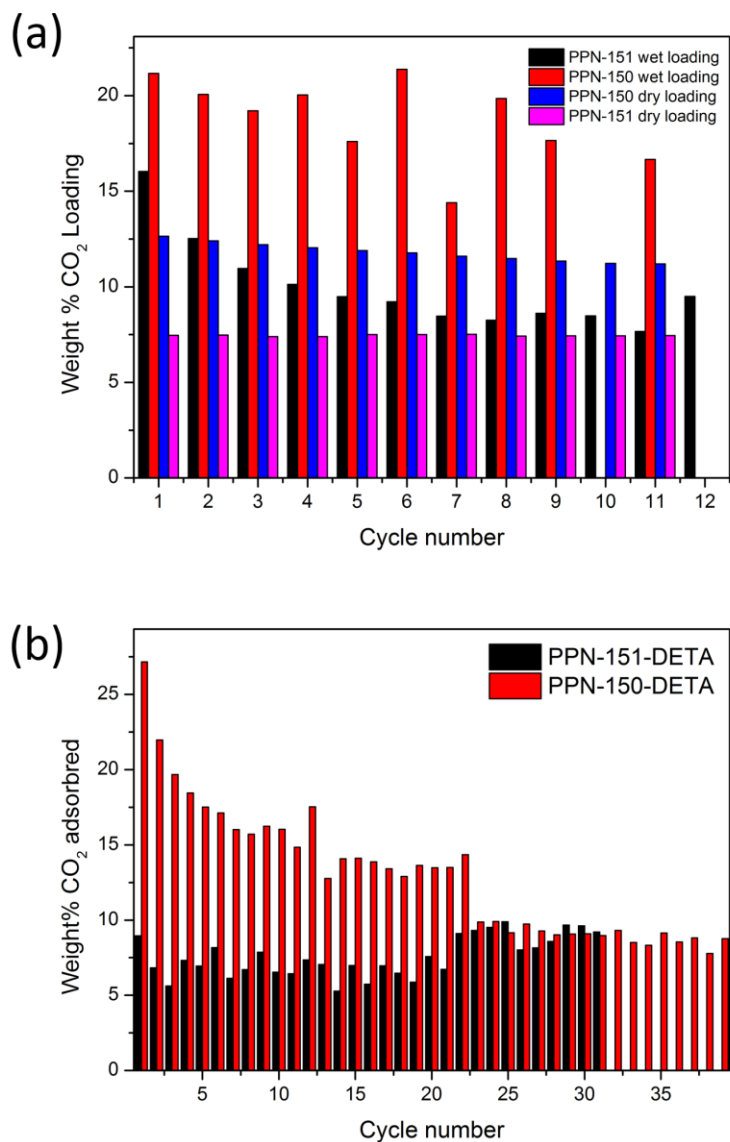 (a)
PPN-151 wet loading
PPN-150 wet loading
PPN-150 dry loading
PPN-151 dry loading
Weight % CO₂ Loading
20
15
10
5
0
1 2 3 4 5 6 7 8 9 10 11 12
Cycle number
(b)
PPN-151-DETA
PPN-150-DETA
Weight% CO₂ adsorbred
25
20
15
10
5
0
5 10 15 20 25 30 35
Cycle number